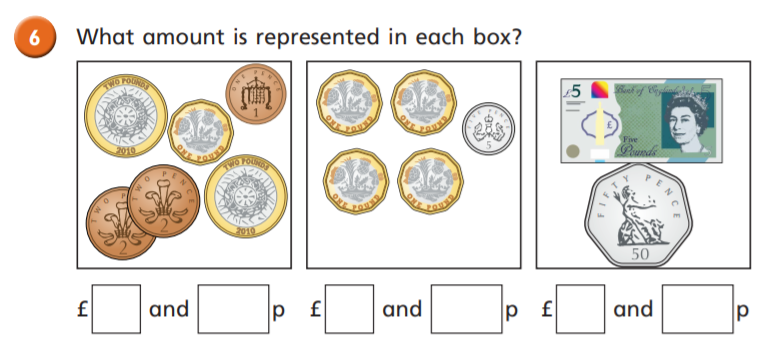 6 What amount is represented in each box?
TWO POUNDS
2010
ONE PENCE
1
ONE POUND
TWO P
2
TWO PENCE
2
TWO POUNDS
2010
ONE POUND
ONE POUND
FIVE PENCE
5
ONE POUND
ONE POUND
£5 Bank of England
£
Five
Pounds
FIFTY PENCE
50
£ and p £ and p £ and p